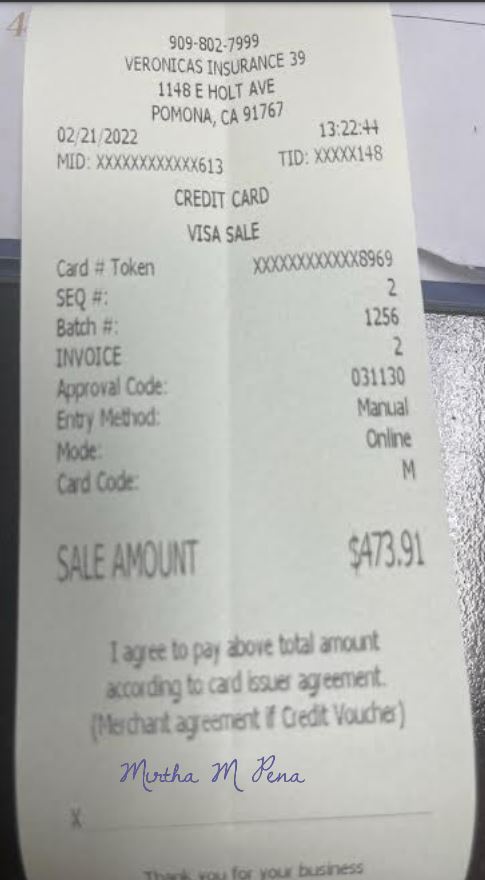 4
909-802-7999
VERONICAS INSURANCE 39
1148 E HOLT AVE
POMONA, CA 91767
02/21/2022 13:22:44
MID: XXXXXXXXXXXX613 TID: XXXXX148
CREDIT CARD
VISA SALE
Card # Token XXXXXXXXXXXX8969
SEQ #: 2
Batch #: 1256
INVOICE 2
Approval Code: 031130
Entry Method: Manual
Mode: Online
Card Code: M
SALE AMOUNT $473.91
I agree to pay above total amount
according to card issuer agreement.
(Merchant agreement if Credit Voucher)
Mirtha M Pena
X
Thank you for your business